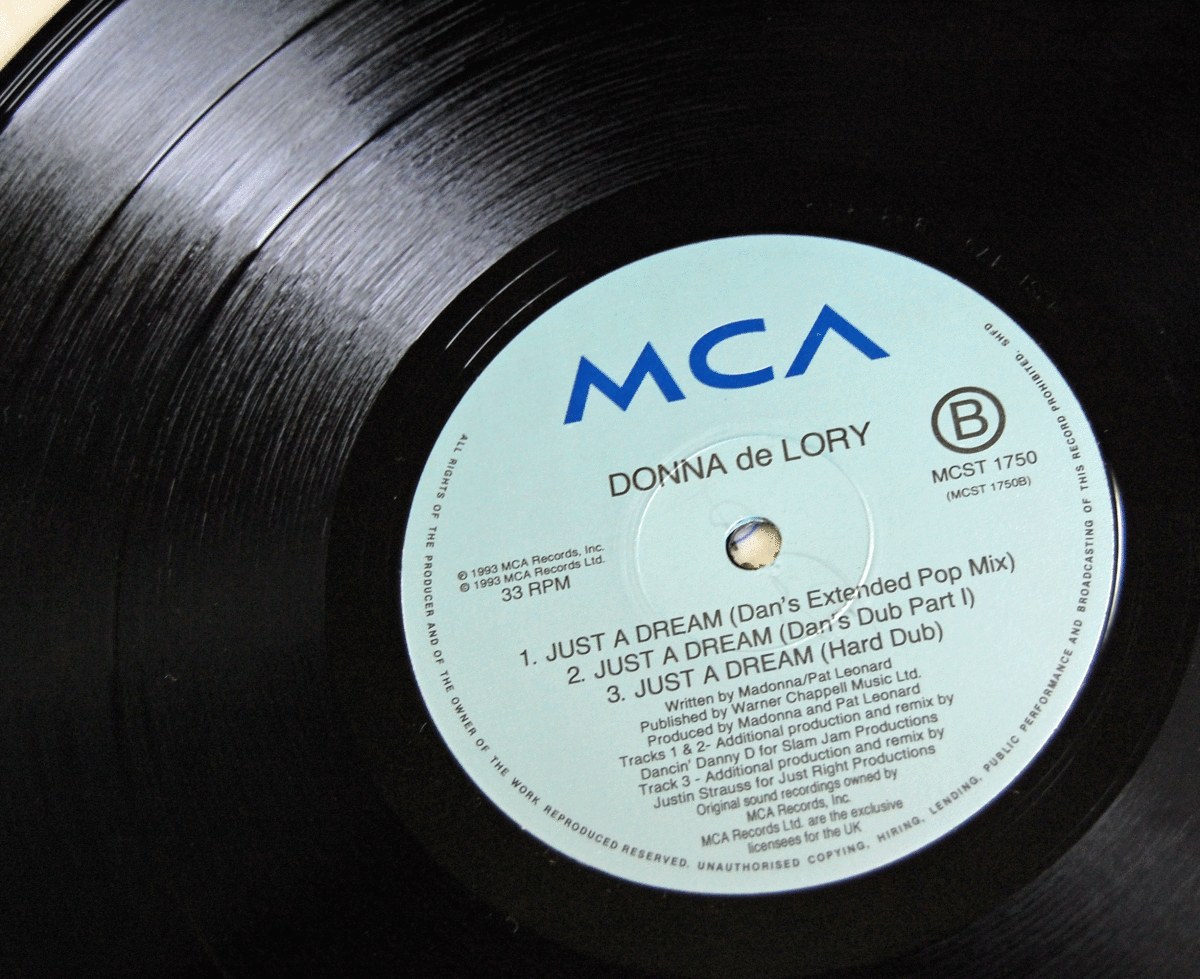 MCA
DONNA de LORY
B
MCST 1750
(MCST 1750B)
℗ 1993 MCA Records, Inc.
© 1993 MCA Records Ltd.
33 RPM
1. JUST A DREAM (Dan's Extended Pop Mix)
2. JUST A DREAM (Dan's Dub Part I)
3. JUST A DREAM (Hard Dub)
Written by Madonna/Pat Leonard
Published by Warner Chappell Music Ltd.
Produced by Madonna and Pat Leonard
Tracks 1 & 2- Additional production and remix by
Dancin' Danny D for Slam Jam Productions
Track 3 - Additional production and remix by
Justin Strauss for Just Right Productions
Original sound recordings owned by
MCA Records, Inc.
MCA Records Ltd. are the exclusive
licensees for the UK
ALL RIGHTS OF THE PRODUCER AND OF THE OWNER OF THE WORK REPRODUCED RESERVED. UNAUTHORISED COPYING, HIRING, LENDING, PUBLIC PERFORMANCE AND BROADCASTING OF THIS RECORD PROHIBITED. SHFD